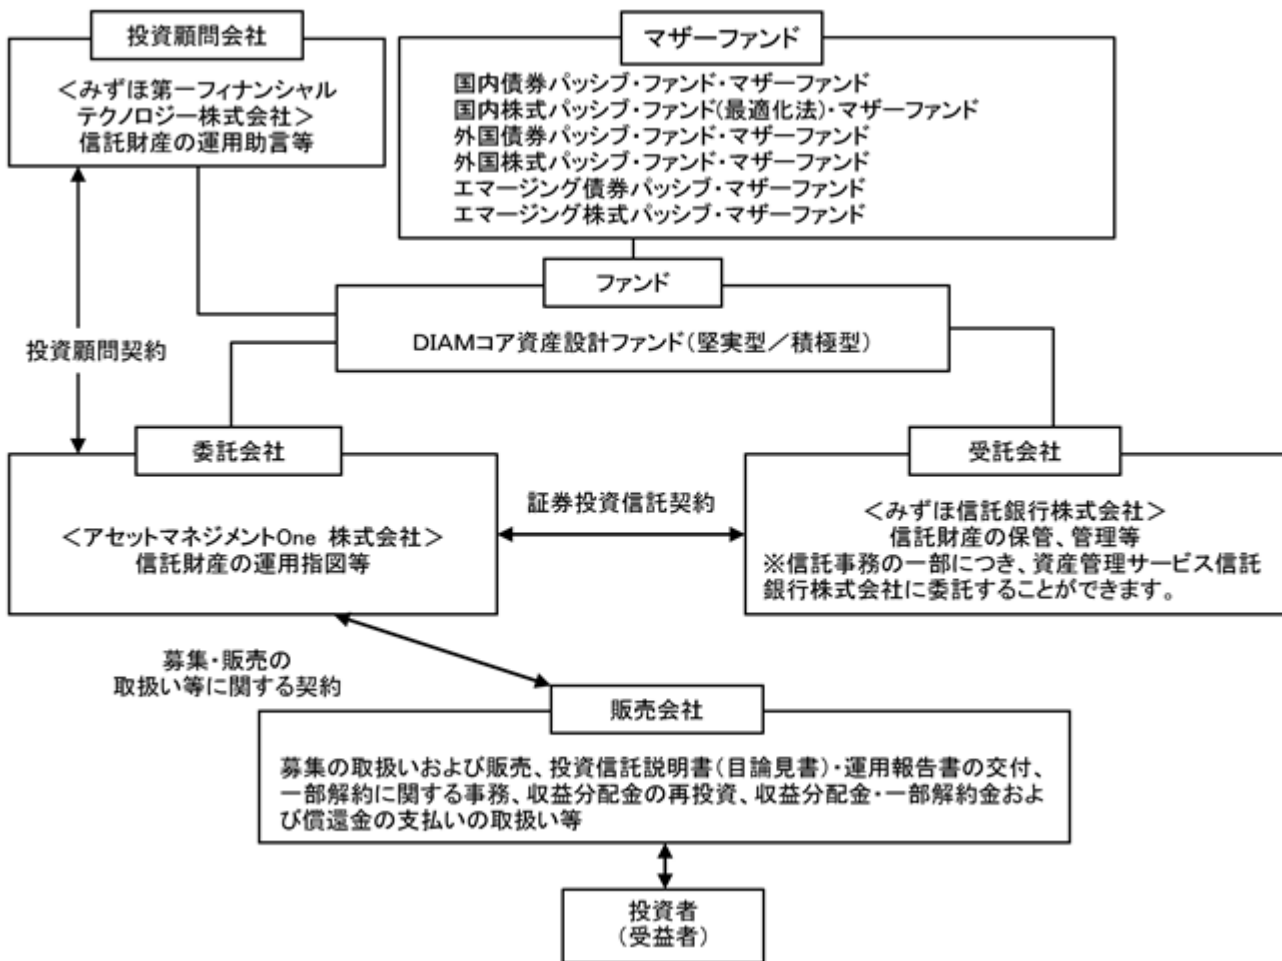 投資顧問会社
＜みずほ第一フィナンシャル
テクノロジー株式会社＞
信託財産の運用助言等
マザーファンド
国内債券パッシブ・ファンド・マザーファンド
国内株式パッシブ・ファンド(最適化法)・マザーファンド
外国債券パッシブ・ファンド・マザーファンド
外国株式パッシブ・ファンド・マザーファンド
エマージング債券パッシブ・マザーファンド
エマージング株式パッシブ・マザーファンド
ファンド
DIAMコア資産設計ファンド（堅実型／積極型）
投資顧問契約
委託会社
＜アセットマネジメントOne 株式会社＞
信託財産の運用指図等
証券投資信託契約
受託会社
＜みずほ信託銀行株式会社＞
信託財産の保管、管理等
※信託事務の一部につき、資産管理サービス信託
銀行株式会社に委託することができます。
募集・販売の
取扱い等に関する契約
販売会社
募集の取扱いおよび販売、投資信託説明書（目論見書）・運用報告書の交付、
一部解約に関する事務、収益分配金の再投資、収益分配金・一部解約金およ
び償還金の支払いの取扱い等
投資者
（受益者）